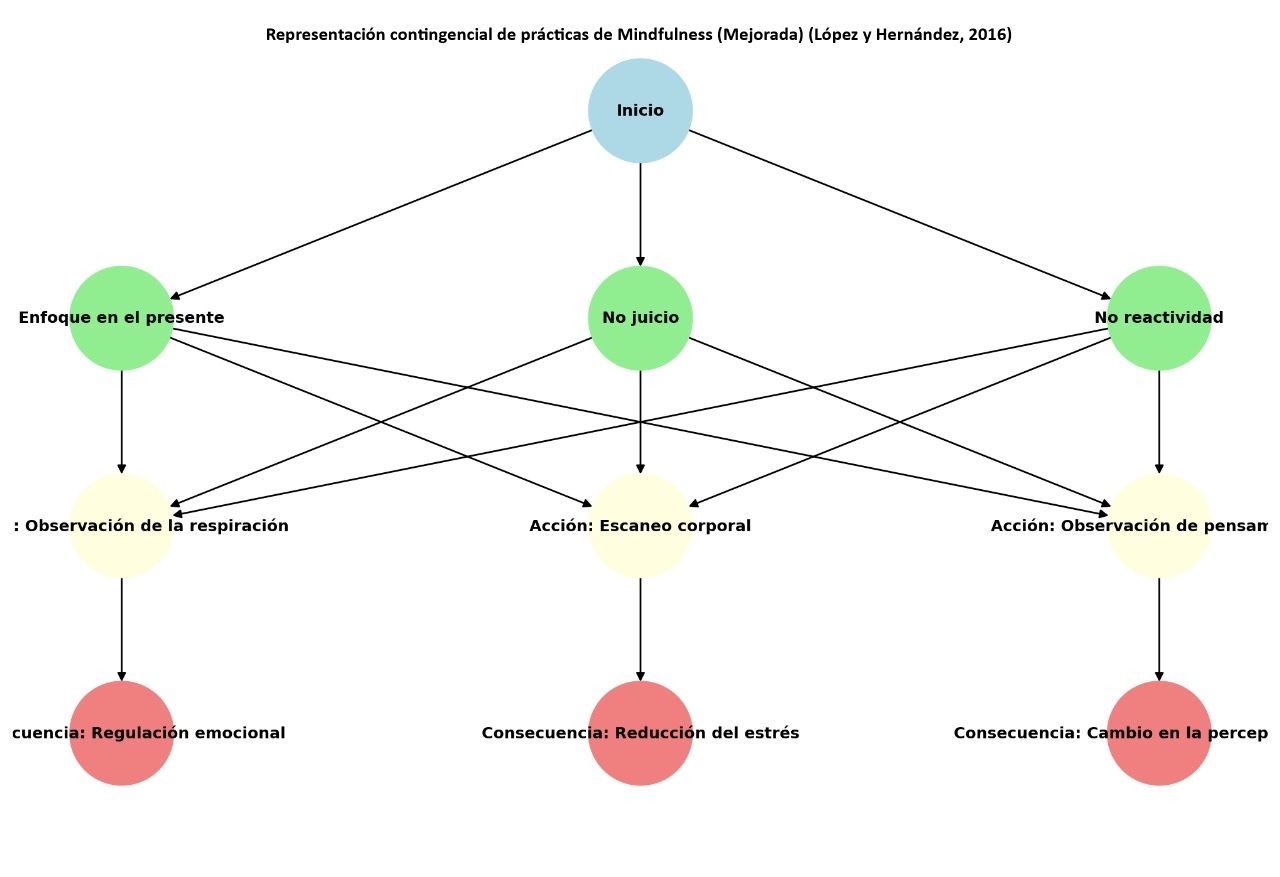 Representación contingencial de prácticas de Mindfulness (Mejorada) (López y Hernández, 2016)
Inicio
Enfoque en el presente
No juicio
No reactividad
: Observación de la respiración
Acción: Escaneo corporal
Acción: Observación de pensam
cuencia: Regulación emocional
Consecuencia: Reducción del estrés
Consecuencia: Cambio en la percep